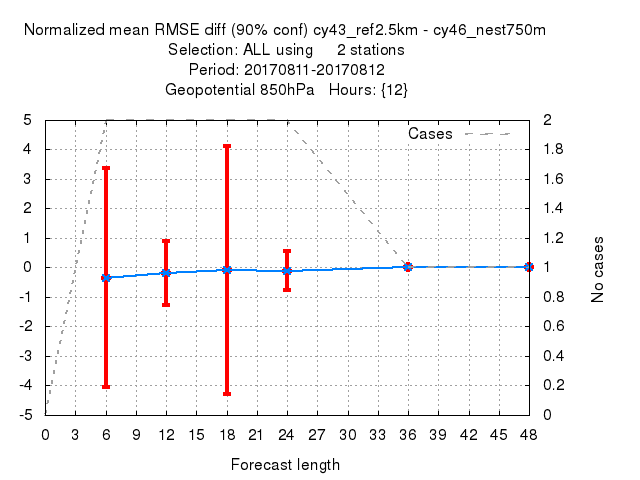 Normalized mean RMSE diff (90% conf) cy43_ref2.5km - cy46_nest750m
Selection: ALL using 2 stations
Period: 20170811-20170812
Geopotential 850hPa Hours: {12}
Cases
5
4
3
2
1
0
-1
-2
-3
-4
-5
2
1.8
1.6
1.4
1.2
1
0.8
0.6
0.4
0.2
0
No cases
0 3 6 9 12 15 18 21 24 27 30 33 36 39 42 45 48
Forecast length